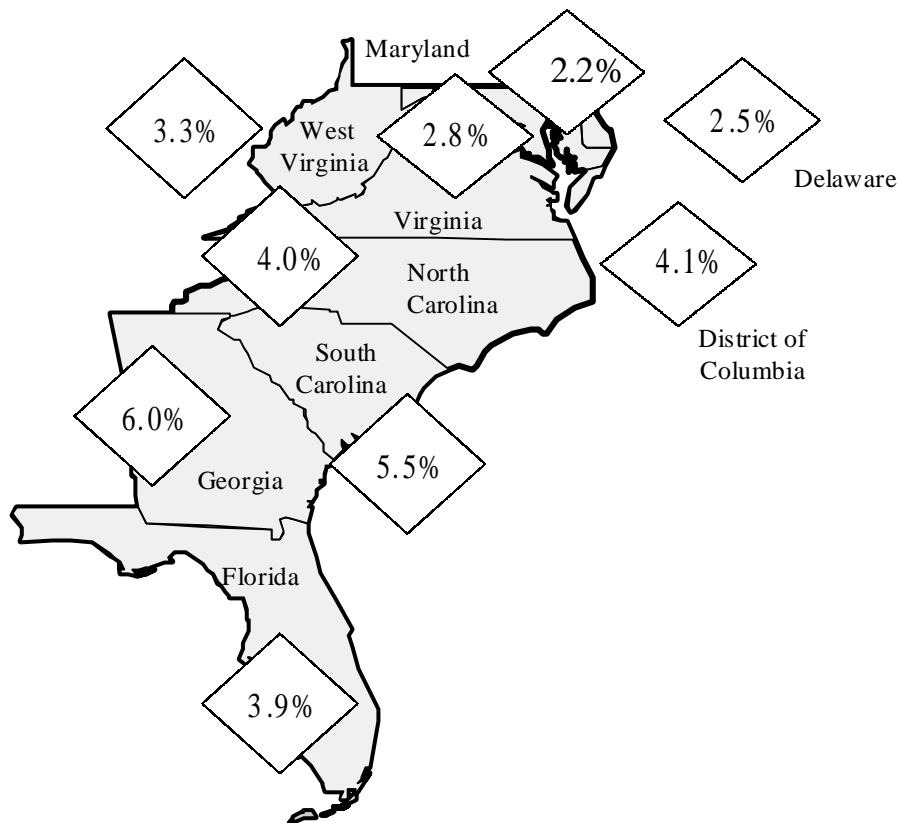 Maryland
2.2%
3.3%
West
Virginia
2.8%
2.5%
Delaware
Virginia
4.0%
North
Carolina
4.1%
District of
Columbia
South
Carolina
6.0%
5.5%
Georgia
Florida
3.9%